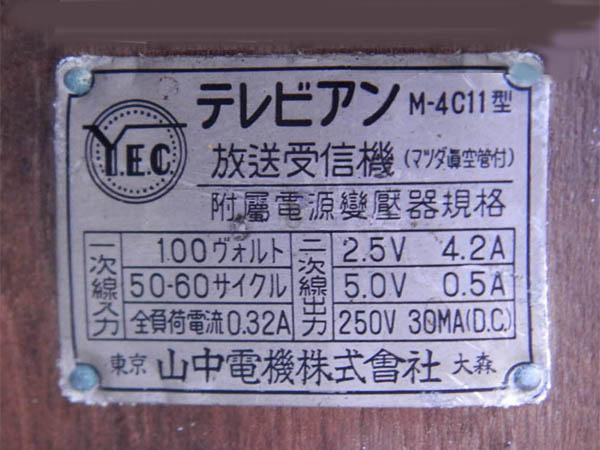 Y.E.C.
テレビアン M-4C11型
放送受信機 (マツダ眞空管付)
附屬電源變壓器規格
一次線入力
100ヴォルト
50-60サイクル
全負荷電流0.32A
二次線出力
2.5V 4.2A
5.0V 0.5A
250V 30MA(D.C.)
東京 山中電機株式會社 大森